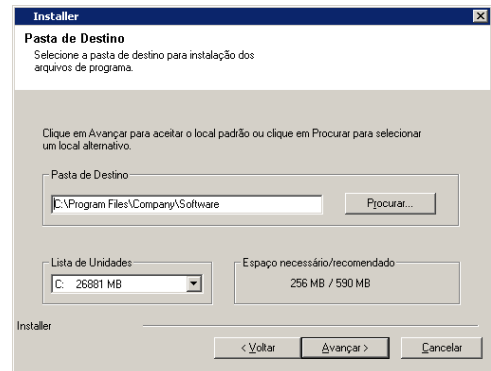 Installer
Pasta de Destino
Selecione a pasta de destino para instalação dos
arquivos de programa.
Clique em Avançar para aceitar o local padrão ou clique em Procurar para selecionar
um local alternativo.
Pasta de Destino
C:\Program Files\Company\Software
Procurar...
Lista de Unidades
C: 26881 MB
Espaço necessário/recomendado
256 MB / 590 MB
Installer
< Voltar
Avançar >
Cancelar